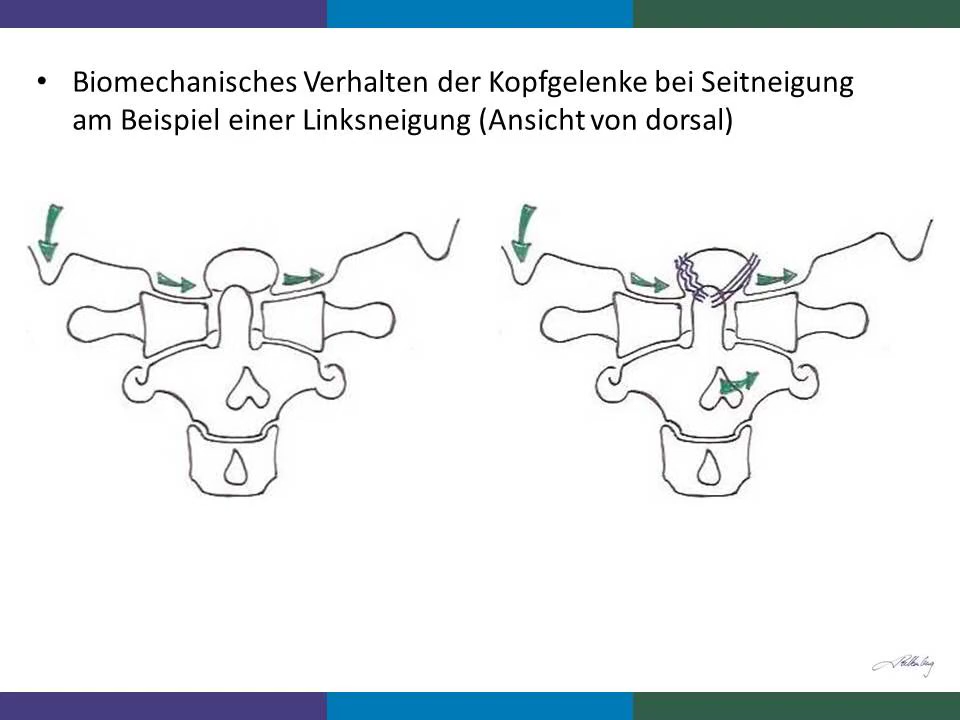 • Biomechanisches Verhalten der Kopfgelenke bei Seitneigung
am Beispiel einer Linksneigung (Ansicht von dorsal)